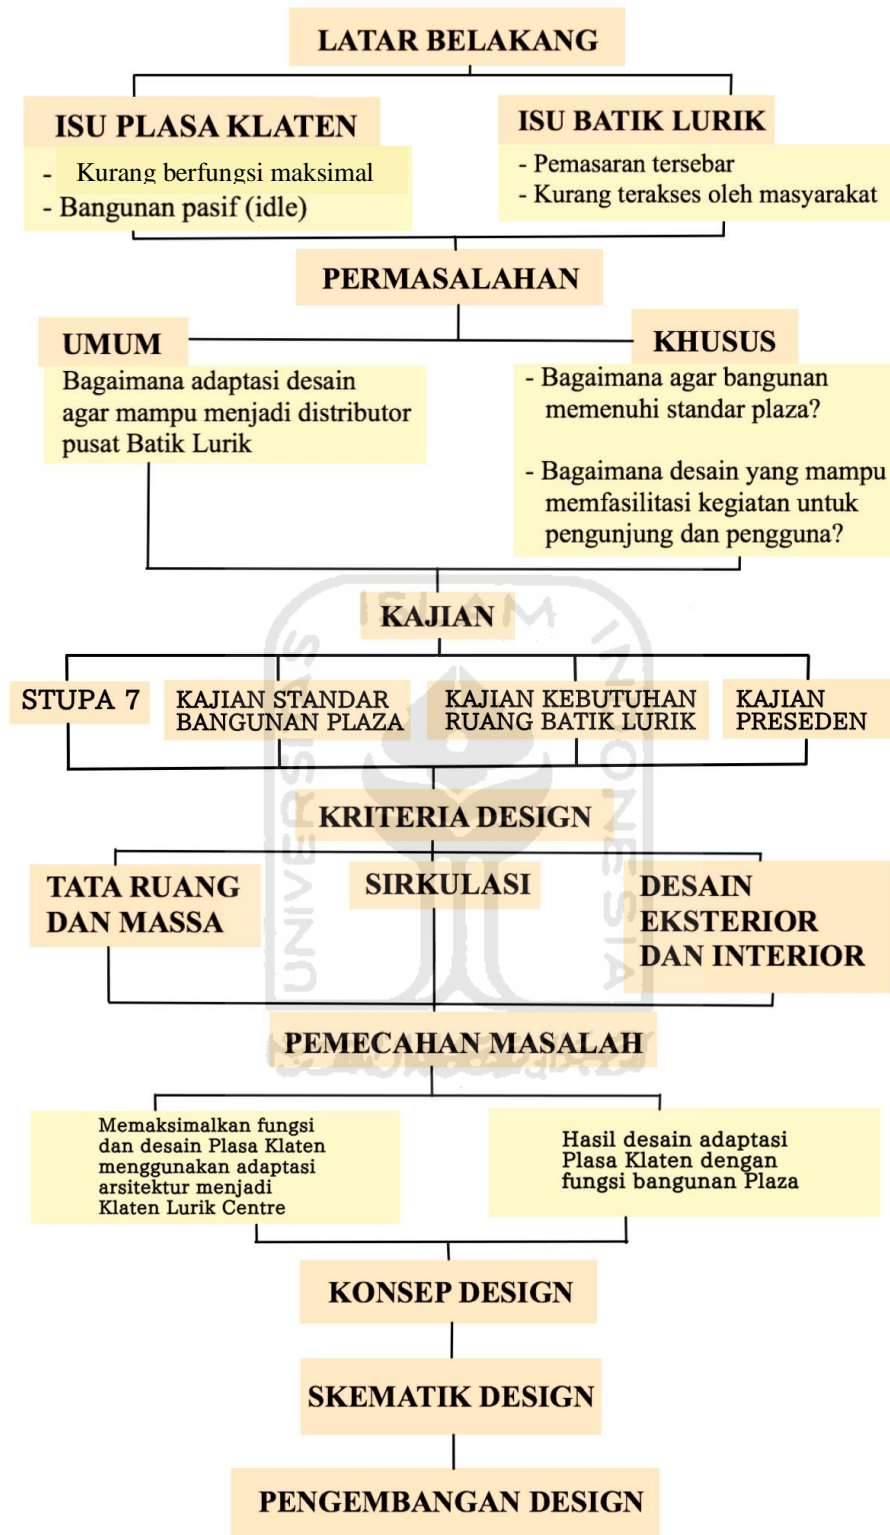 LATAR BELAKANG
ISU PLASA KLATEN
- Kurang berfungsi maksimal
- Bangunan pasif (idle)
ISU BATIK LURIK
- Pemasaran tersebar
- Kurang terakses oleh masyarakat
PERMASALAHAN
UMUM
Bagaimana adaptasi desain
agar mampu menjadi distributor
pusat Batik Lurik
KHUSUS
- Bagaimana agar bangunan
memenuhi standar plaza?
- Bagaimana desain yang mampu
memfasilitasi kegiatan untuk
pengunjung dan pengguna?
KAJIAN
STUPA 7
KAJIAN STANDAR
BANGUNAN PLAZA
KAJIAN KEBUTUHAN
RUANG BATIK LURIK
KAJIAN
PRESEDEN
KRITERIA DESIGN
TATA RUANG
DAN MASSA
SIRKULASI
DESAIN
EKSTERIOR
DAN INTERIOR
PEMECAHAN MASALAH
Memaksimalkan fungsi
dan desain Plasa Klaten
menggunakan adaptasi
arsitektur menjadi
Klaten Lurik Centre
Hasil desain adaptasi
Plasa Klaten dengan
fungsi bangunan Plaza
KONSEP DESIGN
SKEMATIK DESIGN
PENGEMBANGAN DESIGN
UNIVERSITAS
ISLAM
INDONESIA